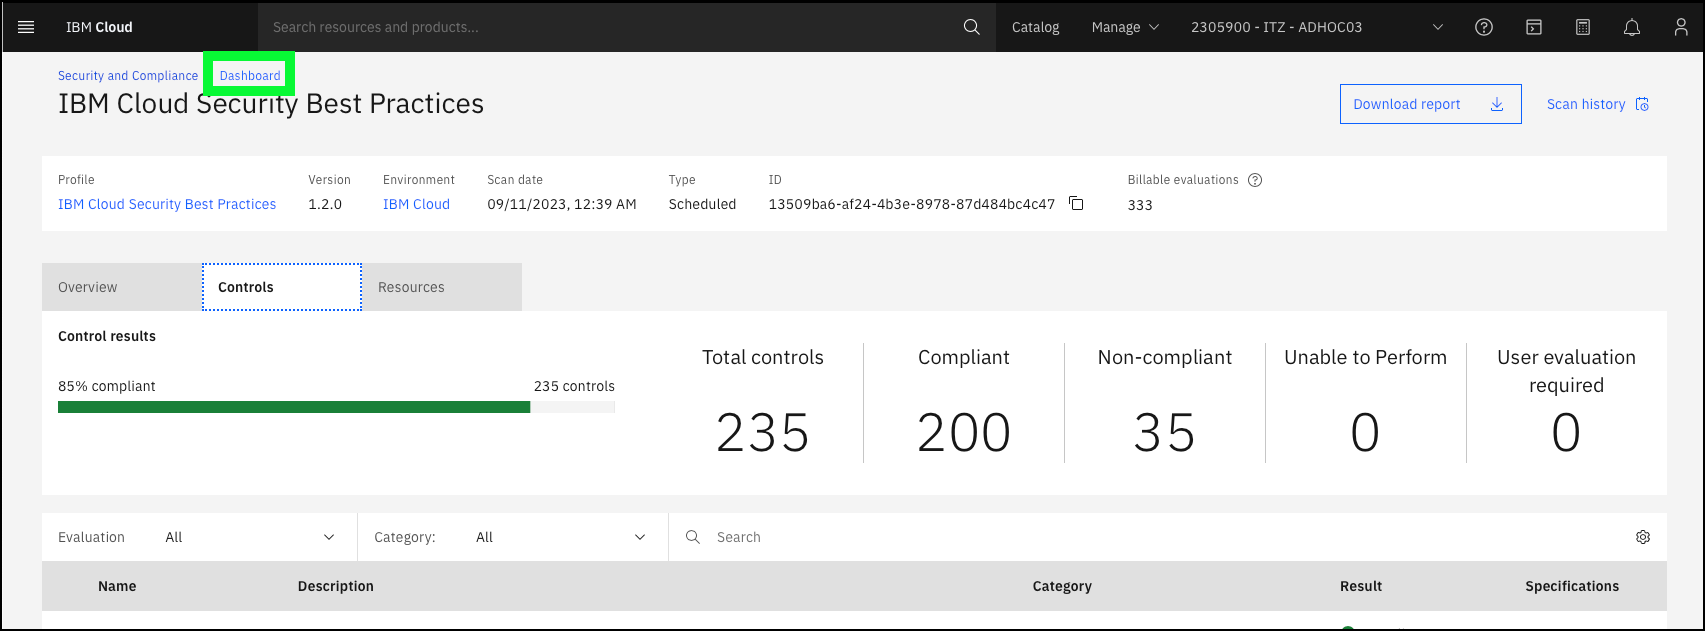 IBM Cloud
Search resources and products...
Catalog
Manage
2305900 - ITZ - ADHOC03
Security and Compliance
Dashboard
IBM Cloud Security Best Practices
Download report
Scan history
Profile
Version
Environment
Scan date
Type
ID
Billable evaluations
IBM Cloud Security Best Practices
1.2.0
IBM Cloud
09/11/2023, 12:39 AM
Scheduled
13509ba6-af24-4b3e-8978-87d484bc4c47
333
Overview
Controls
Resources
Control results
85% compliant
235 controls
Total controls
235
Compliant
200
Non-compliant
35
Unable to Perform
0
User evaluation
required
0
Evaluation
All
Category:
All
Search
Name
Description
Category
Result
Specifications